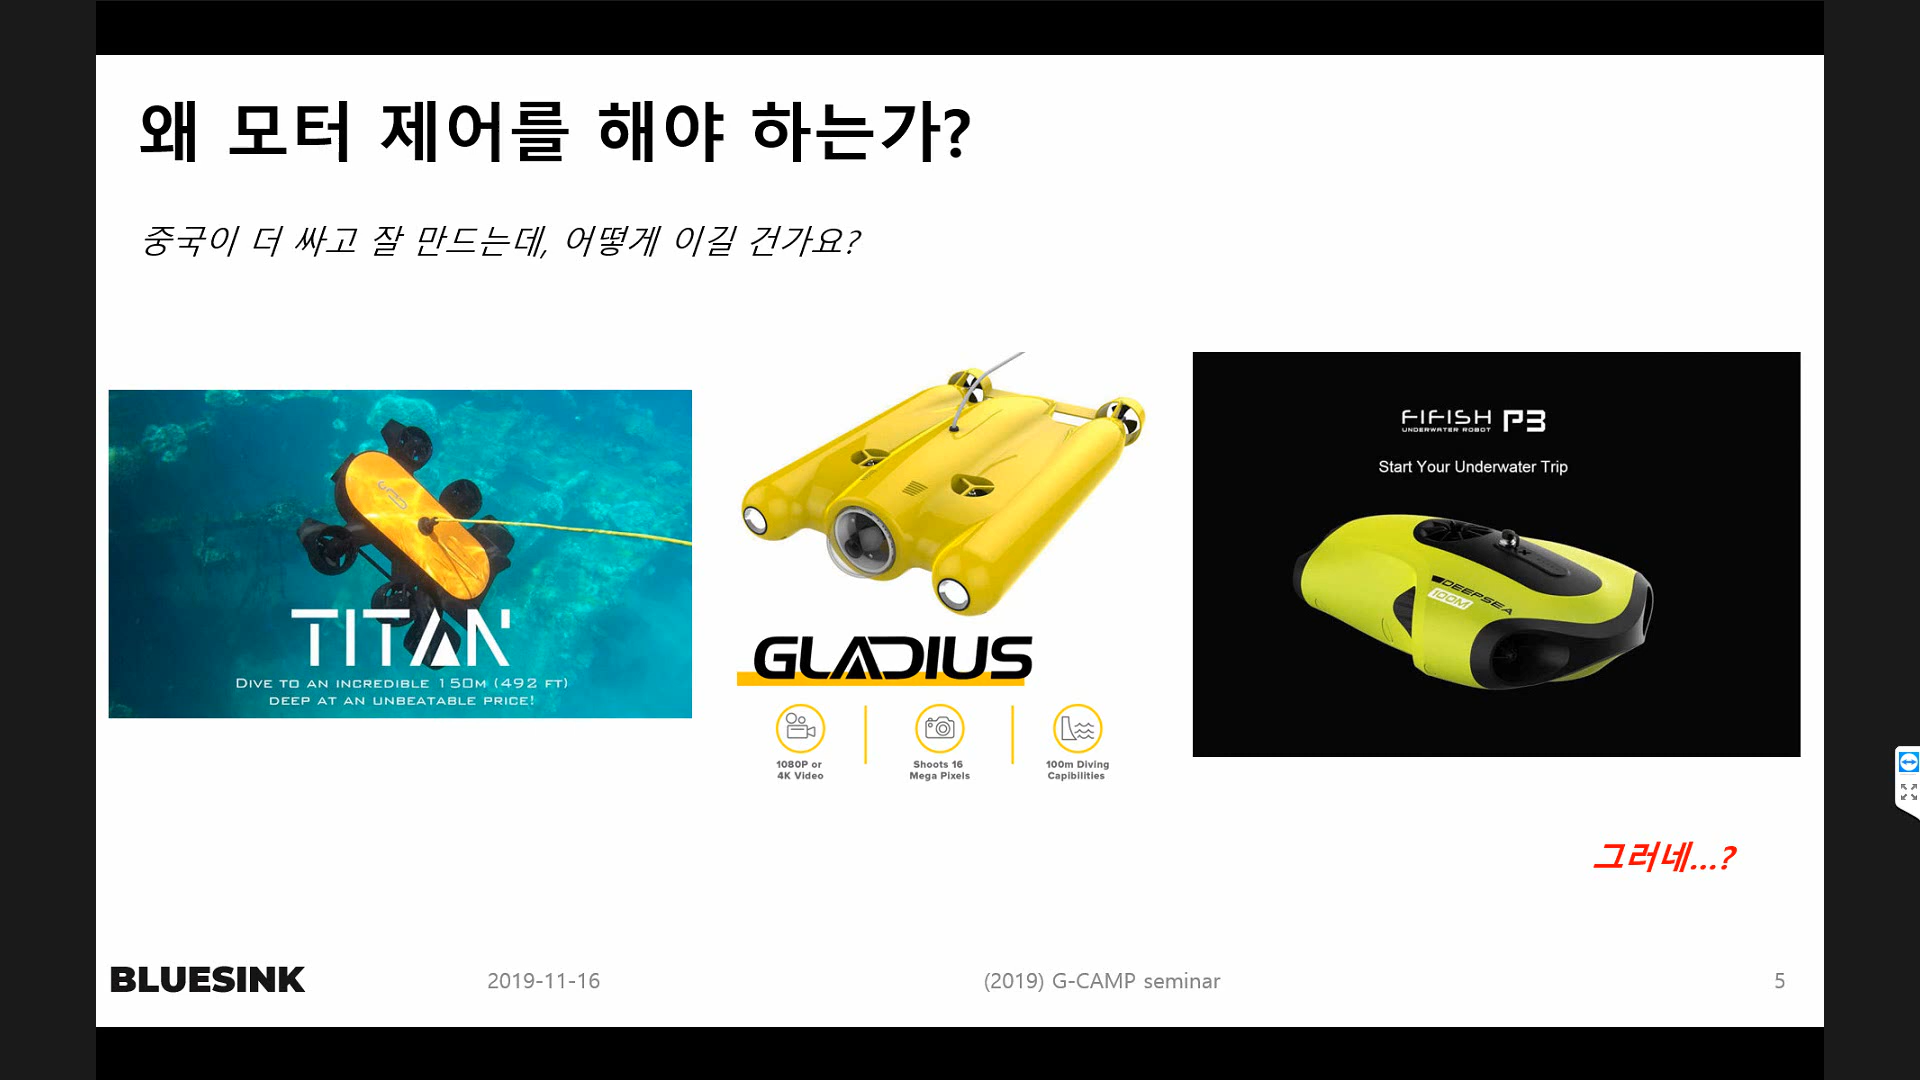 왜 모터 제어를 해야 하는가?
중국이 더 싸고 잘 만드는데, 어떻게 이길 건가요?
TITAN
DIVE TO AN INCREDIBLE 150M (492 FT)
DEEP AT AN UNBEATABLE PRICE!
GLADIUS
1080P or
4K Video
Shoots 16
Mega Pixels
100m Diving
Capibilities
FIFISH P3
UNDERWATER ROBOT
Start Your Underwater Trip
DEEPSEA
100M
그러네...?
BLUESINK
2019-11-16
(2019) G-CAMP seminar
5